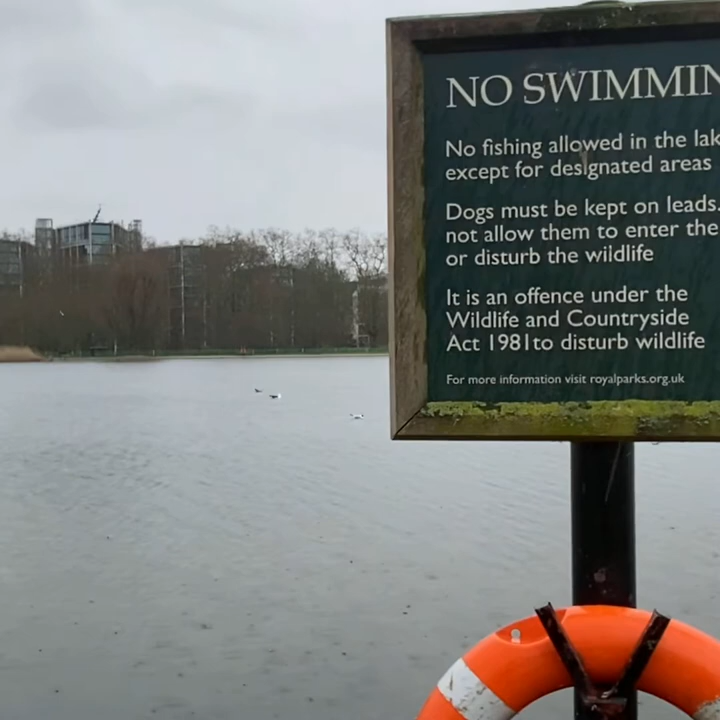 NO SWIMMIN
No fishing allowed in the lak
except for designated areas
Dogs must be kept on leads.
not allow them to enter the
or disturb the wildlife
It is an offence under the
Wildlife and Countryside
Act 1981to disturb wildlife
For more information visit royalparks.org.uk